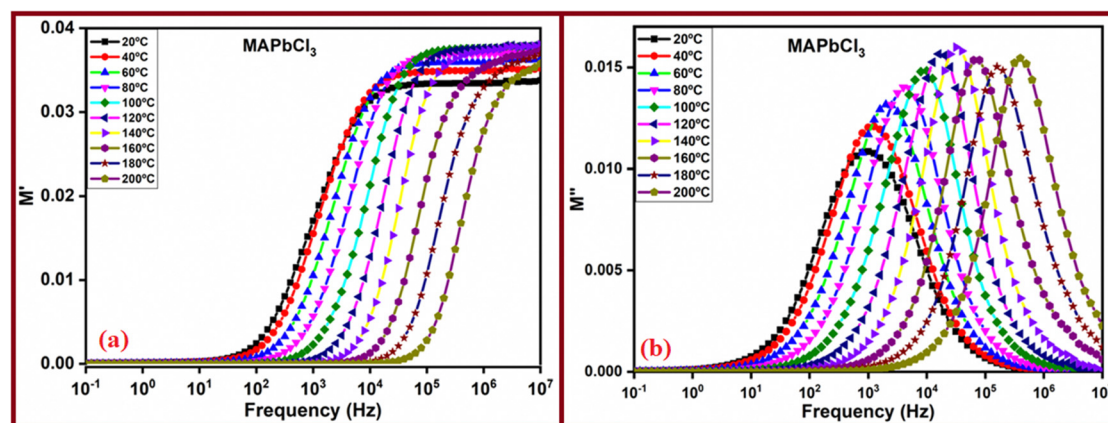 MAPbCl₃
20ºC
40ºC
60ºC
80ºC
100ºC
120ºC
140ºC
160ºC
180ºC
200ºC
M'
0.04
0.03
0.02
0.01
0.00
(a)
10⁻¹ 10⁰ 10¹ 10² 10³ 10⁴ 10⁵ 10⁶ 10⁷
Frequency (Hz)
MAPbCl₃
20ºC
40ºC
60ºC
80ºC
100ºC
120ºC
140ºC
160ºC
180ºC
200ºC
M''
0.015
0.010
0.005
0.000
(b)
10⁻¹ 10⁰ 10¹ 10² 10³ 10⁴ 10⁵ 10⁶ 10
Frequency (Hz)